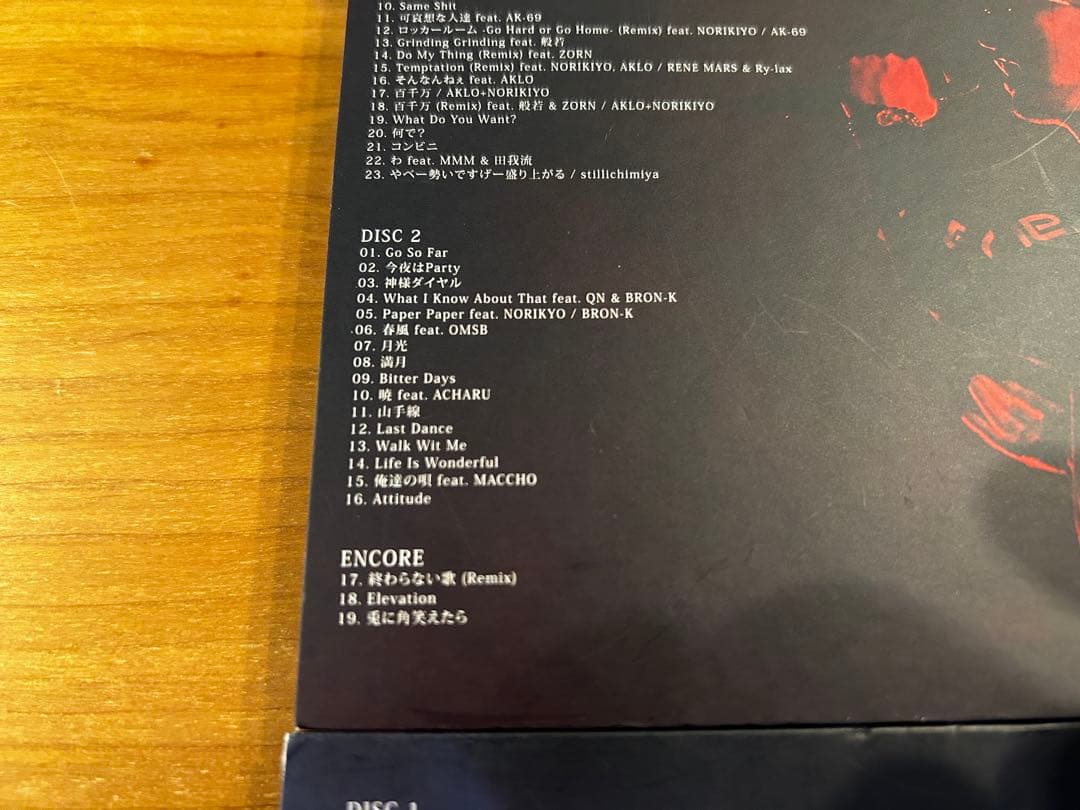 10. Same Shit
11. 可哀想な人達 feat. AK-69
12. ロッカールーム -Go Hard or Go Home- (Remix) feat. NORIKIYO / AK-69
13. Grinding Grinding feat. 般若
14. Do My Thing (Remix) feat. ZORN
15. Temptation (Remix) feat. NORIKIYO, AKLO / RENE MARS & Ry-lax
16. そんなんねぇ feat. AKLO
17. 百千万 / AKLO+NORIKIYO
18. 百千万 (Remix) feat. 般若 & ZORN / AKLO+NORIKIYO
19. What Do You Want?
20. 何で?
21. コンビニ
22. わ feat. MMM & 田我流
23. やべー勢いですげー盛り上がる / stillichimiya
DISC 2
01. Go So Far
02. 今夜はParty
03. 神様ダイヤル
04. What I Know About That feat. QN & BRON-K
05. Paper Paper feat. NORIKYO / BRON-K
06. 春風 feat. OMSB
07. 月光
08. 満月
09. Bitter Days
10. 暁 feat. ACHARU
11. 山手線
12. Last Dance
13. Walk Wit Me
14. Life Is Wonderful
15. 俺達の唄 feat. MACCHO
16. Attitude
ENCORE
17. 終わらない歌 (Remix)
18. Elevation
19. 兎に角笑えたら
DISC 1